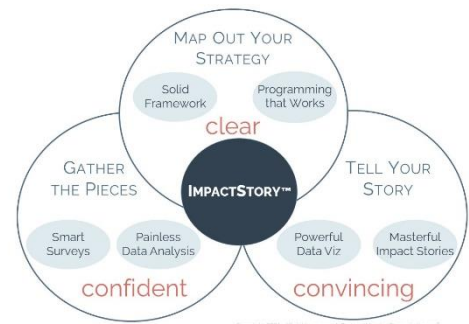 MAP OUT YOUR
STRATEGY
Solid
Framework
Programming
that Works
clear
GATHER
THE PIECES
IMPACTSTORY™
TELL YOUR
STORY
Smart
Surveys
Painless
Data Analysis
Powerful
Data Viz
Masterful
Impact Stories
confident
convincing